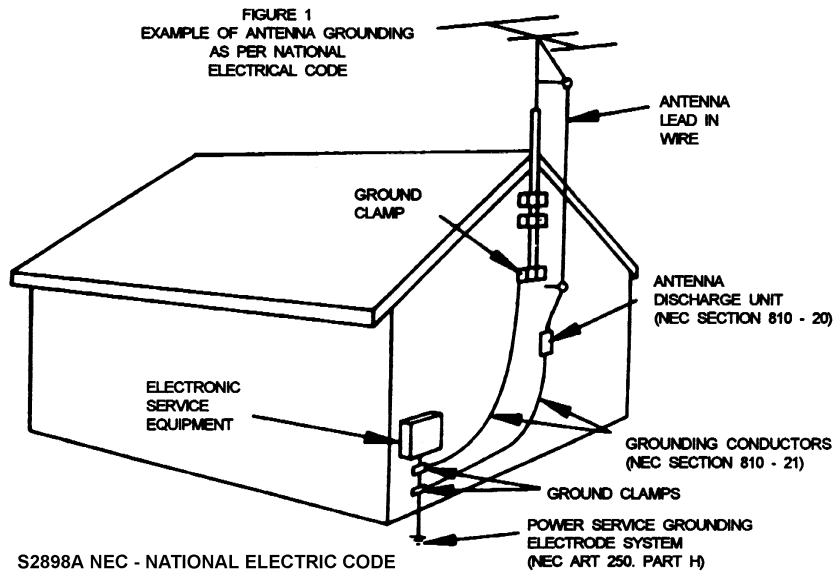 FIGURE 1
EXAMPLE OF ANTENNA GROUNDING
AS PER NATIONAL
ELECTRICAL CODE
ANTENNA
LEAD IN
WIRE
GROUND
CLAMP
ANTENNA
DISCHARGE UNIT
(NEC SECTION 810 - 20)
ELECTRONIC
SERVICE
EQUIPMENT
GROUNDING CONDUCTORS
(NEC SECTION 810 - 21)
GROUND CLAMPS
POWER SERVICE GROUNDING
ELECTRODE SYSTEM
(NEC ART 250. PART H)
S2898A NEC - NATIONAL ELECTRIC CODE